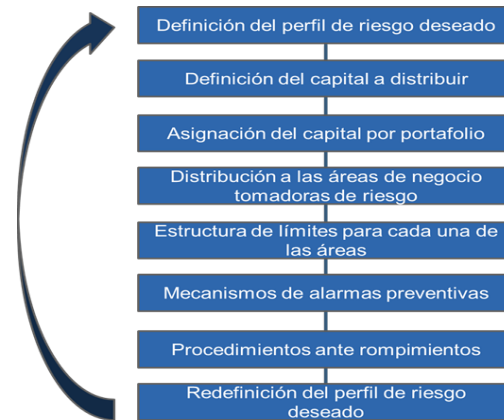 Definición del perfil de riesgo deseado
Definición del capital a distribuir
Asignación del capital por portafolio
Distribución a las áreas de negocio
tomadoras de riesgo
Estructura de límites para cada una de
las áreas
Mecanismos de alarmas preventivas
Procedimientos ante rompimientos
Redefinición del perfil de riesgo
deseado